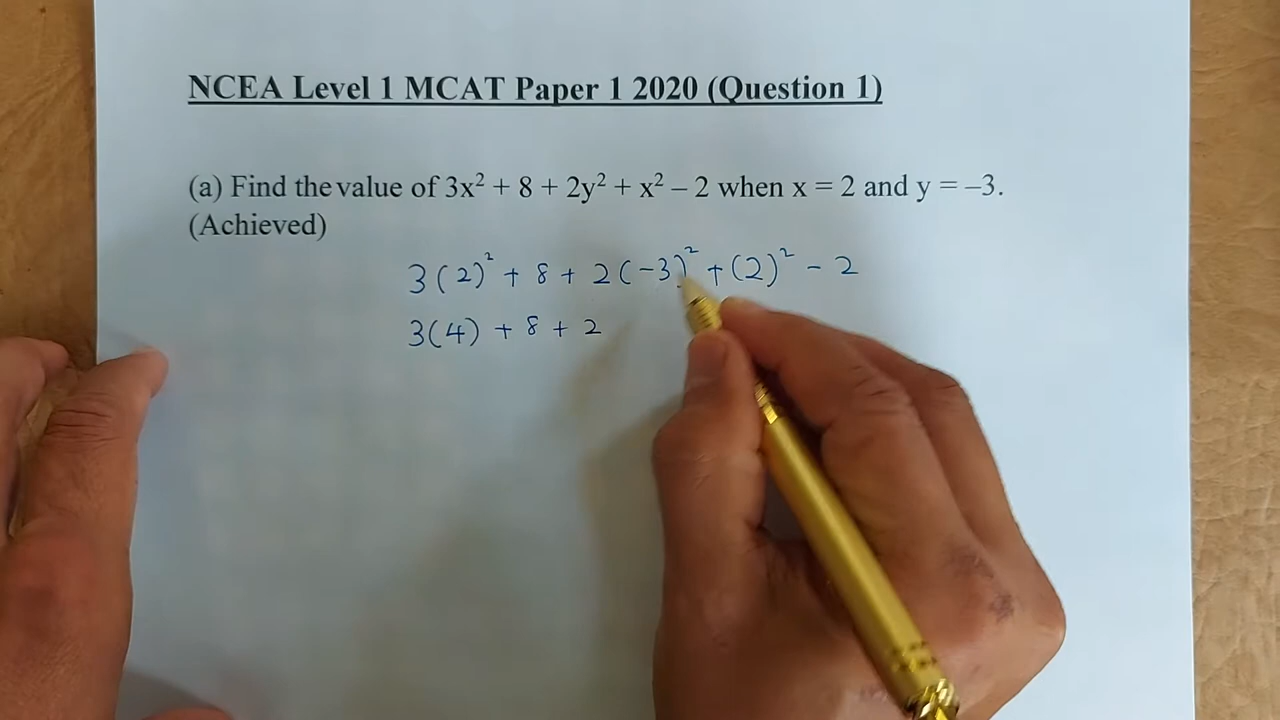 NCEA Level 1 MCAT Paper 1 2020 (Question 1)
(a) Find the value of 3x² + 8 + 2y² + x² – 2 when x = 2 and y = –3.
(Achieved)
3(2)² + 8 + 2(-3)² + (2)² - 2
3(4) + 8 + 2